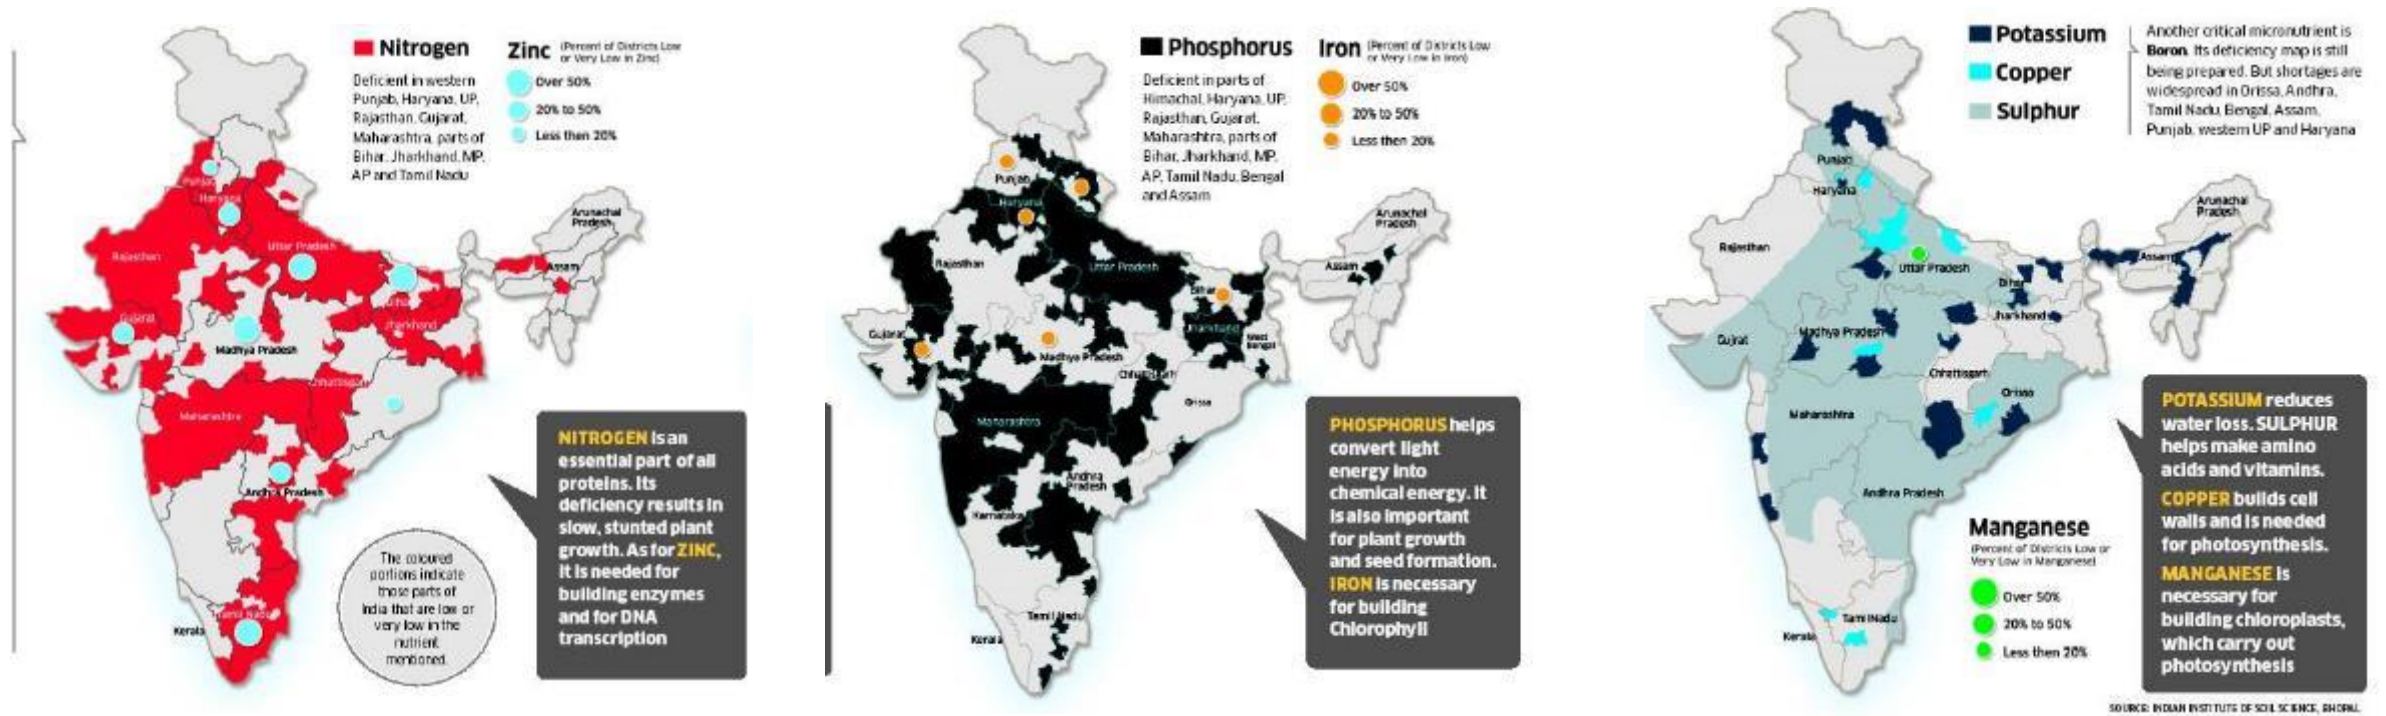 Nitrogen
Deficient in western
Punjab, Haryana, UP,
Rajasthan, Gujarat,
Maharashtra, parts of
Bihar, Jharkhand, MP,
AP and Tamil Nadu
Zinc (Percent of Districts Low
or Very Low in Zinc)
Over 50%
20% to 50%
Less then 20%
Punjab
Haryana
Rajasthan
Uttar Pradesh
Arunachal
Pradesh
Assam
Bihar
Jharkhand
Gujarat
Madhya Pradesh
Chhattisgarh
Maharashtra
Andhra Pradesh
Tamil Nadu
Kerala
The coloured
portions indicate
those parts of
India that are low or
very low in the
nutrient
mentioned.
NITROGEN is an
essential part of all
proteins. Its
deficiency results in
slow, stunted plant
growth. As for ZINC,
it is needed for
building enzymes
and for DNA
transcription
Phosphorus
Deficient in parts of
Himachal, Haryana, UP,
Rajasthan, Gujarat,
Maharashtra, parts of
Bihar, Jharkhand, MP,
AP, Tamil Nadu, Bengal
and Assam
Iron (Percent of Districts Low
or Very Low in Iron)
Over 50%
20% to 50%
Less then 20%
Punjab
Haryana
Rajasthan
Uttar Pradesh
Arunachal
Pradesh
Assam
Bihar
Jharkhand
West
Bengal
Gujarat
Madhya Pradesh
Chhattisgarh
Orissa
Maharashtra
Andhra
Pradesh
Karnataka
Tamil Nadu
Kerala
PHOSPHORUS helps
convert light
energy into
chemical energy. It
is also important
for plant growth
and seed formation.
IRON is necessary
for building
Chlorophyll
Potassium
Copper
Sulphur
Another critical micronutrient is
Boron. Its deficiency map is still
being prepared. But shortages are
widespread in Orissa, Andhra,
Tamil Nadu, Bengal, Assam,
Punjab, western UP and Haryana
Punjab
Haryana
Rajasthan
Uttar Pradesh
Arunachal
Pradesh
Assam
Bihar
Jharkhand
Gujrat
Madhya Pradesh
Chhattisgarh
Orissa
Maharashtra
Andhra Pradesh
Tamil Nadu
Kerala
Manganese
(Percent of Districts Low or
Very Low in Manganese)
Over 50%
20% to 50%
Less then 20%
POTASSIUM reduces
water loss. SULPHUR
helps make amino
acids and vitamins.
COPPER builds cell
walls and is needed
for photosynthesis.
MANGANESE is
necessary for
building chloroplasts,
which carry out
photosynthesis
SOURCE: INDIAN INSTITUTE OF SOIL SCIENCE, BHOPAL